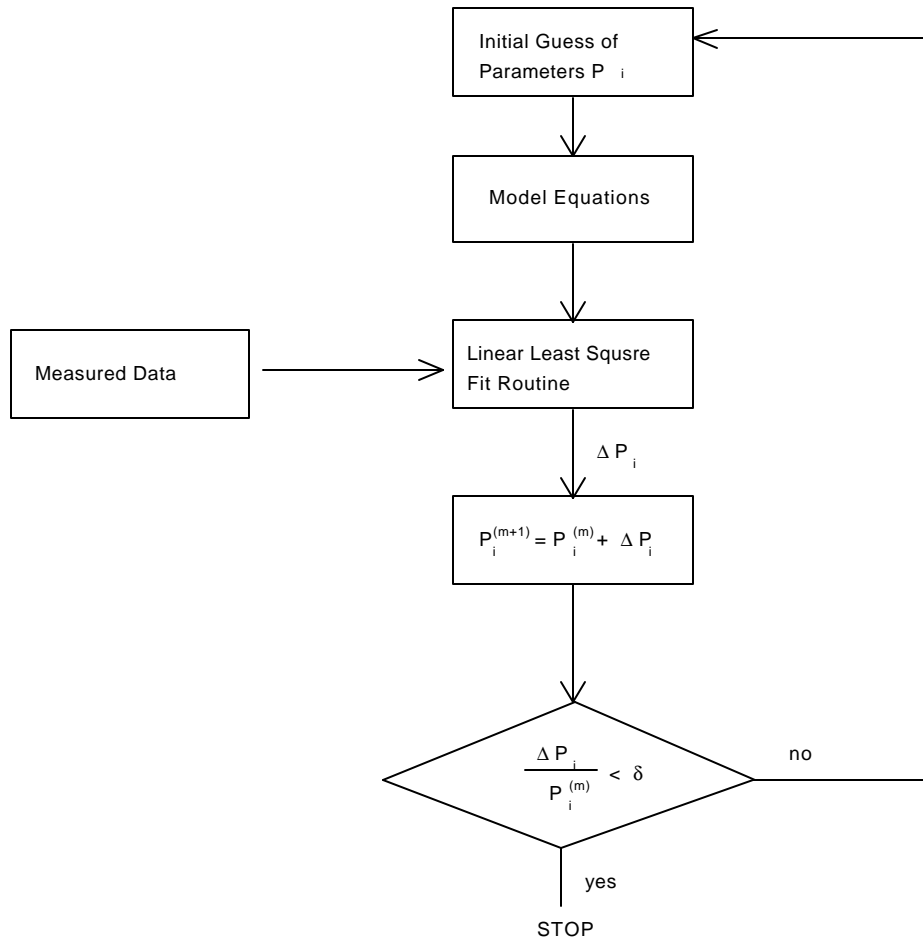 Initial Guess of
Parameters P i
Model Equations
Measured Data
Linear Least Squsre
Fit Routine
Δ P i
P i (m+1) = P i (m) + Δ P i
Δ P i
P i (m)
< δ
no
yes
STOP